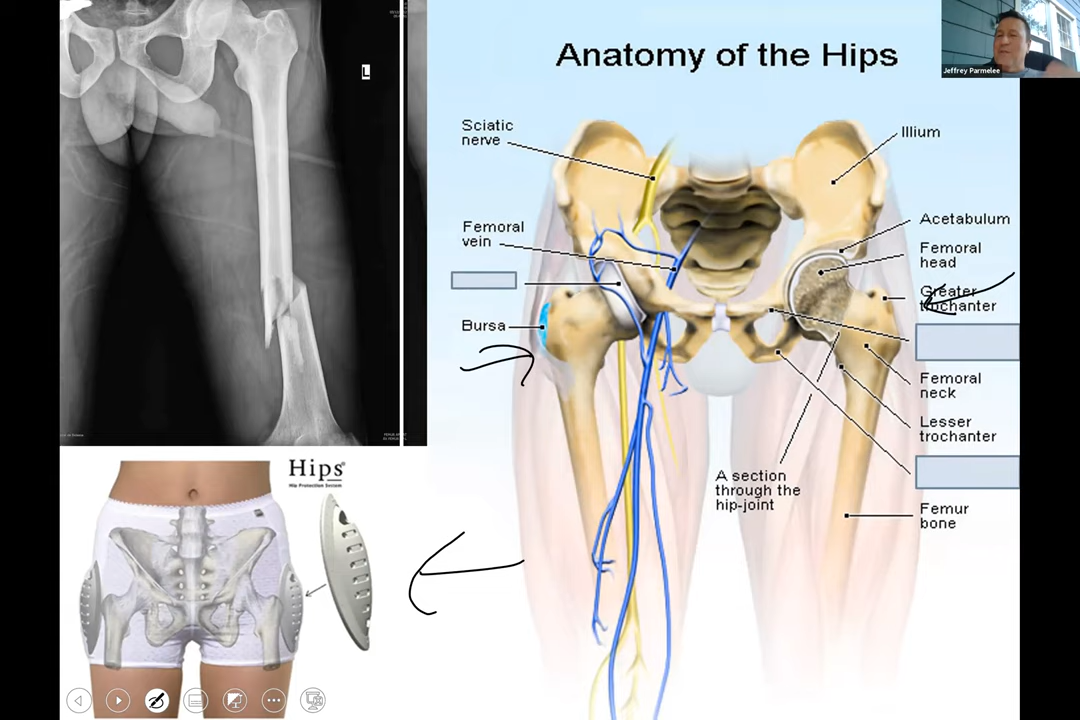 L
Anatomy of the Hips
Jeffrey Parmelee
Sciatic
nerve
Femoral
vein
Bursa
Illium
Acetabulum
Femoral
head
Greater
trochanter
Femoral
neck
Lesser
trochanter
A section
through the
hip-joint
Femur
bone
Hips®
Hip Protection System